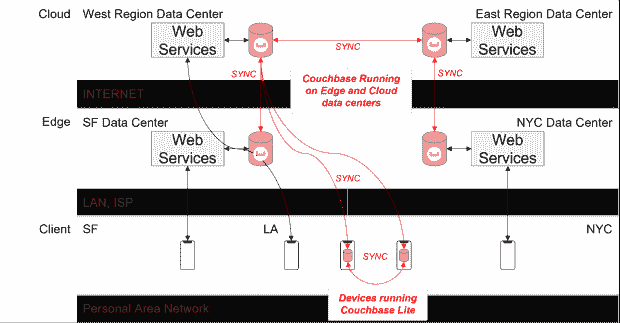 Cloud West Region Data Center East Region Data Center
Web
Services
SYNC
Web
Services
SYNC
SYNC
Couchbase Running
on Edge and Cloud
data centers
INTERNET
Edge SF Data Center NYC Data Center
Web
Services
Web
Services
SYNC
LAN, ISP
Client SF LA NYC
SYNC
Devices running
Couchbase Lite
Personal Area Network